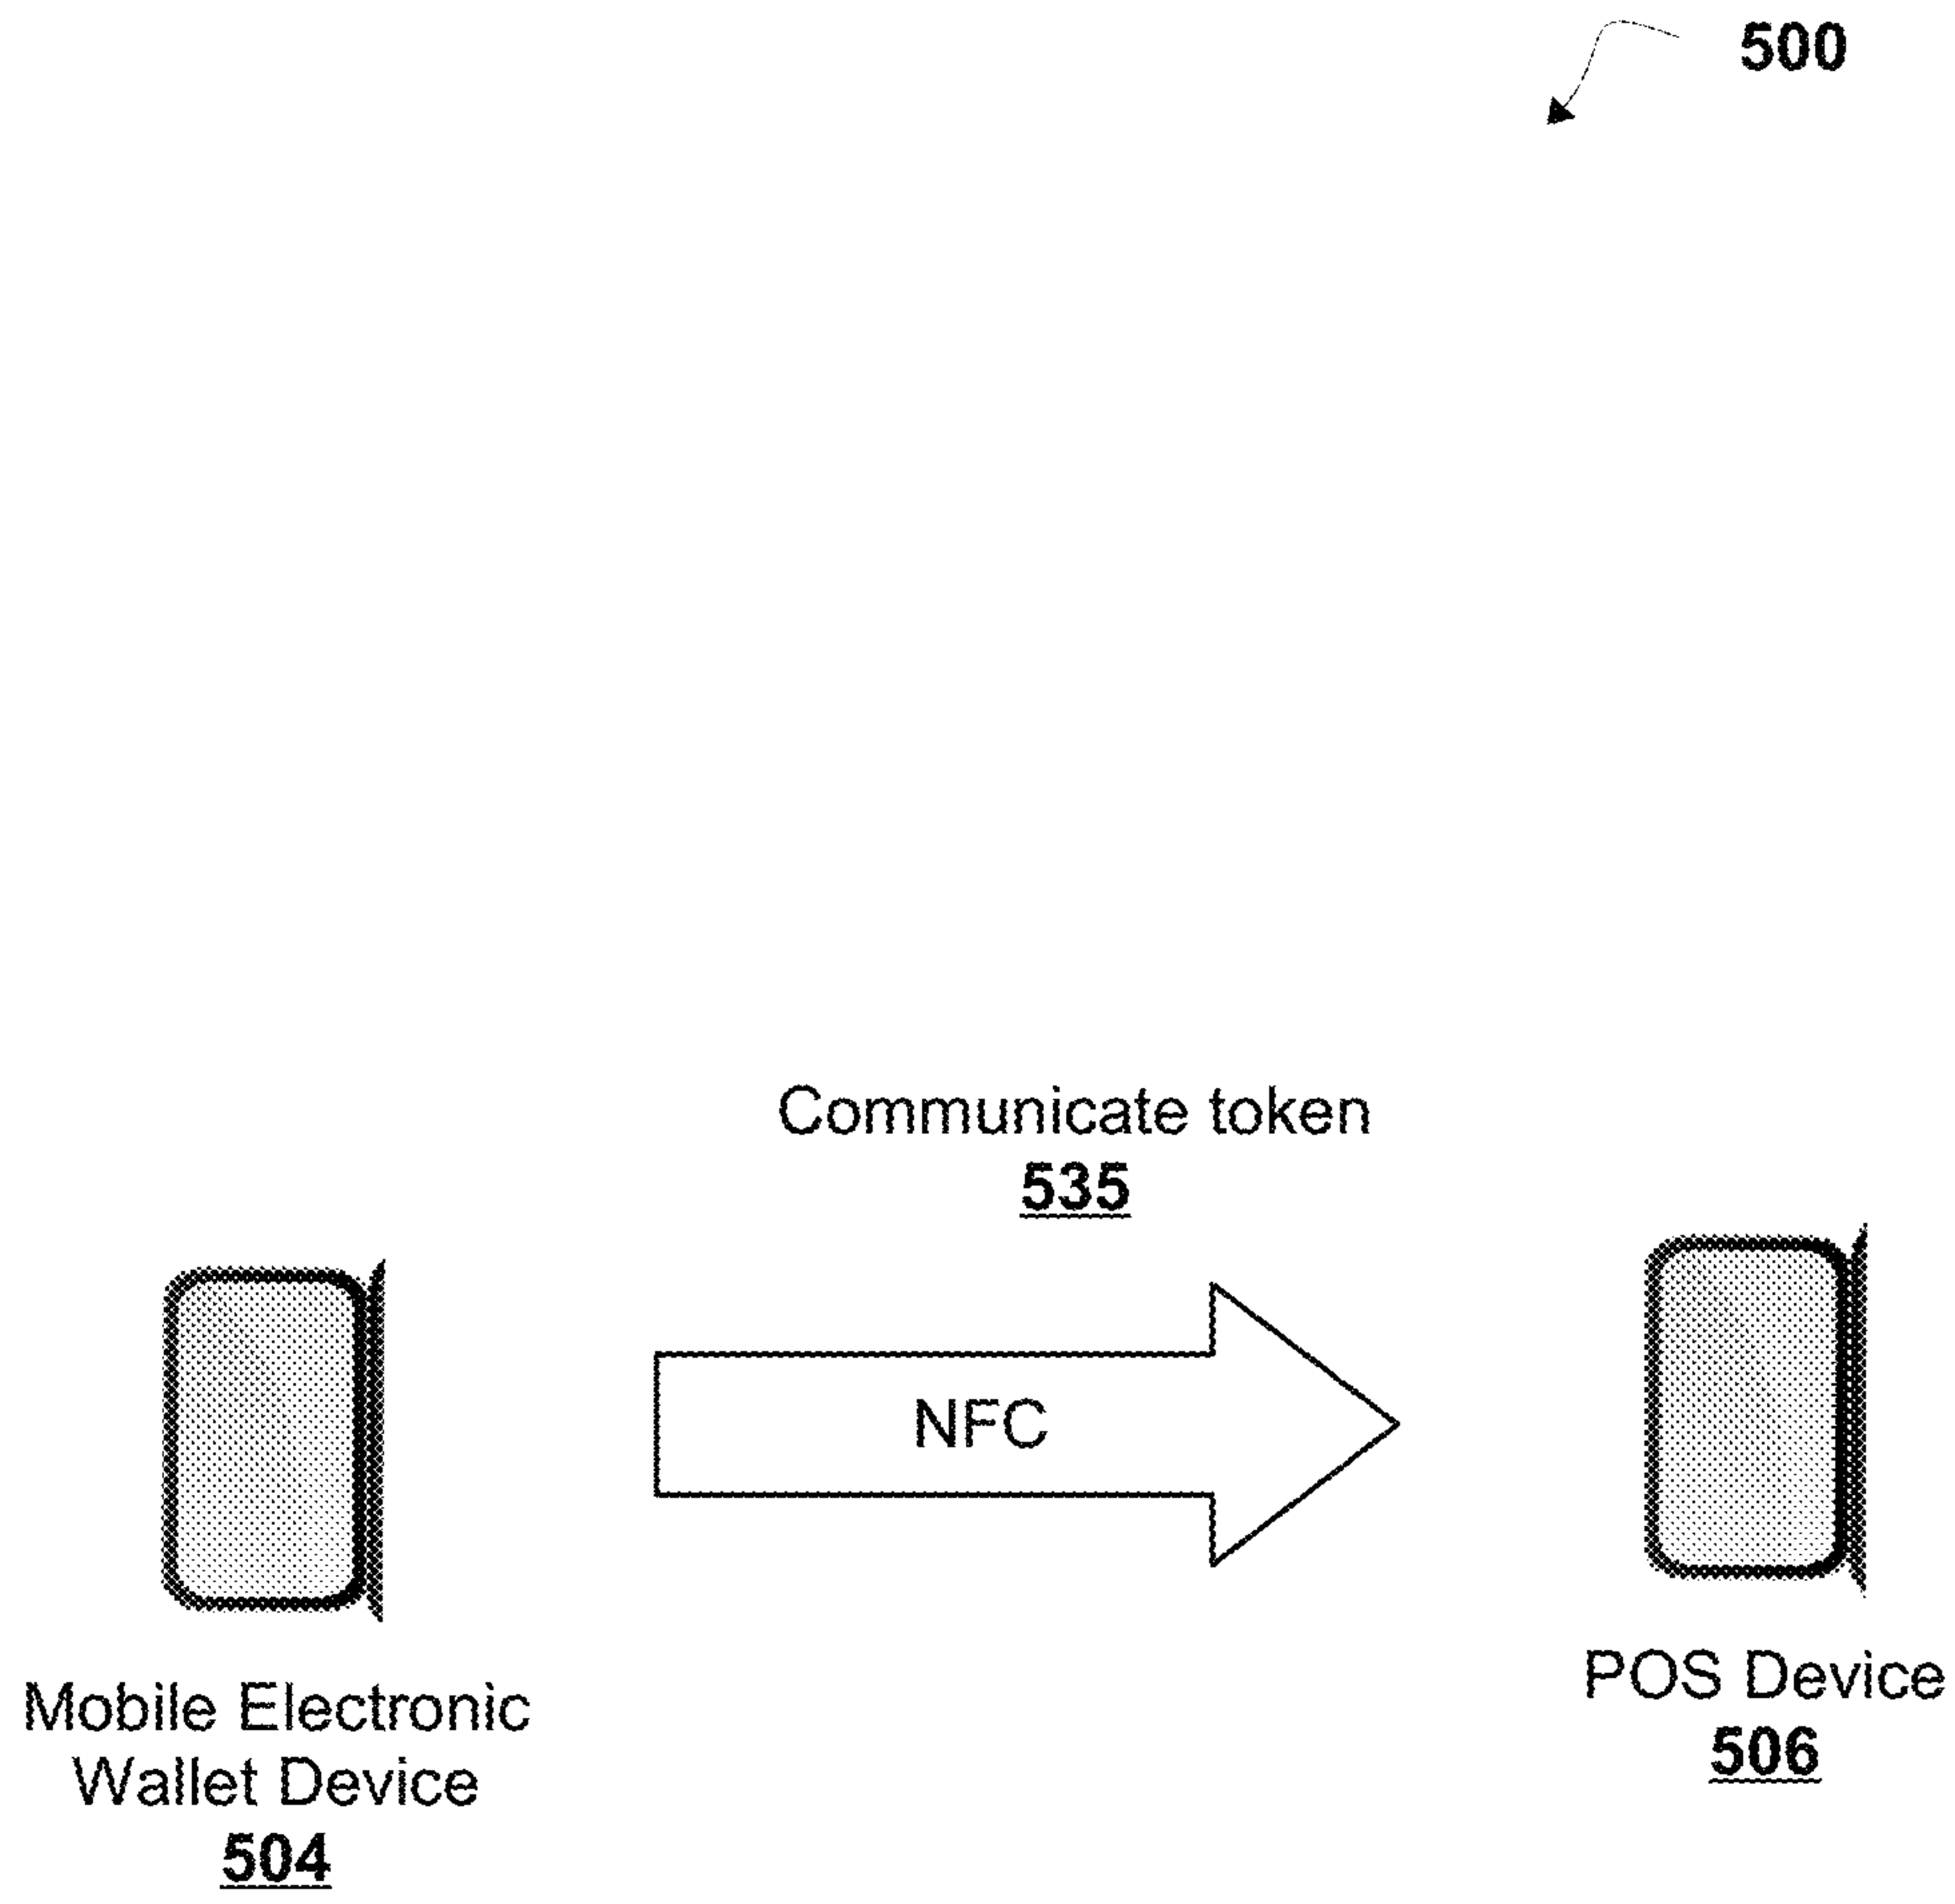 500
Communicate token
535
NFC
Mobile Electronic
Wallet Device
504
POS Device
506